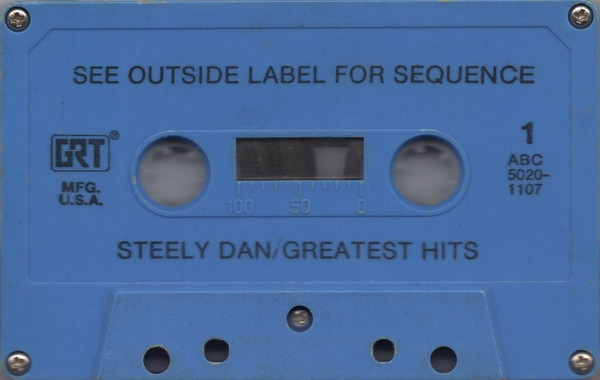 SEE OUTSIDE LABEL FOR SEQUENCE
GRT®
MFG.
U.S.A.
1
ABC
5020-
1107
100 50 0
STEELY DAN/GREATEST HITS